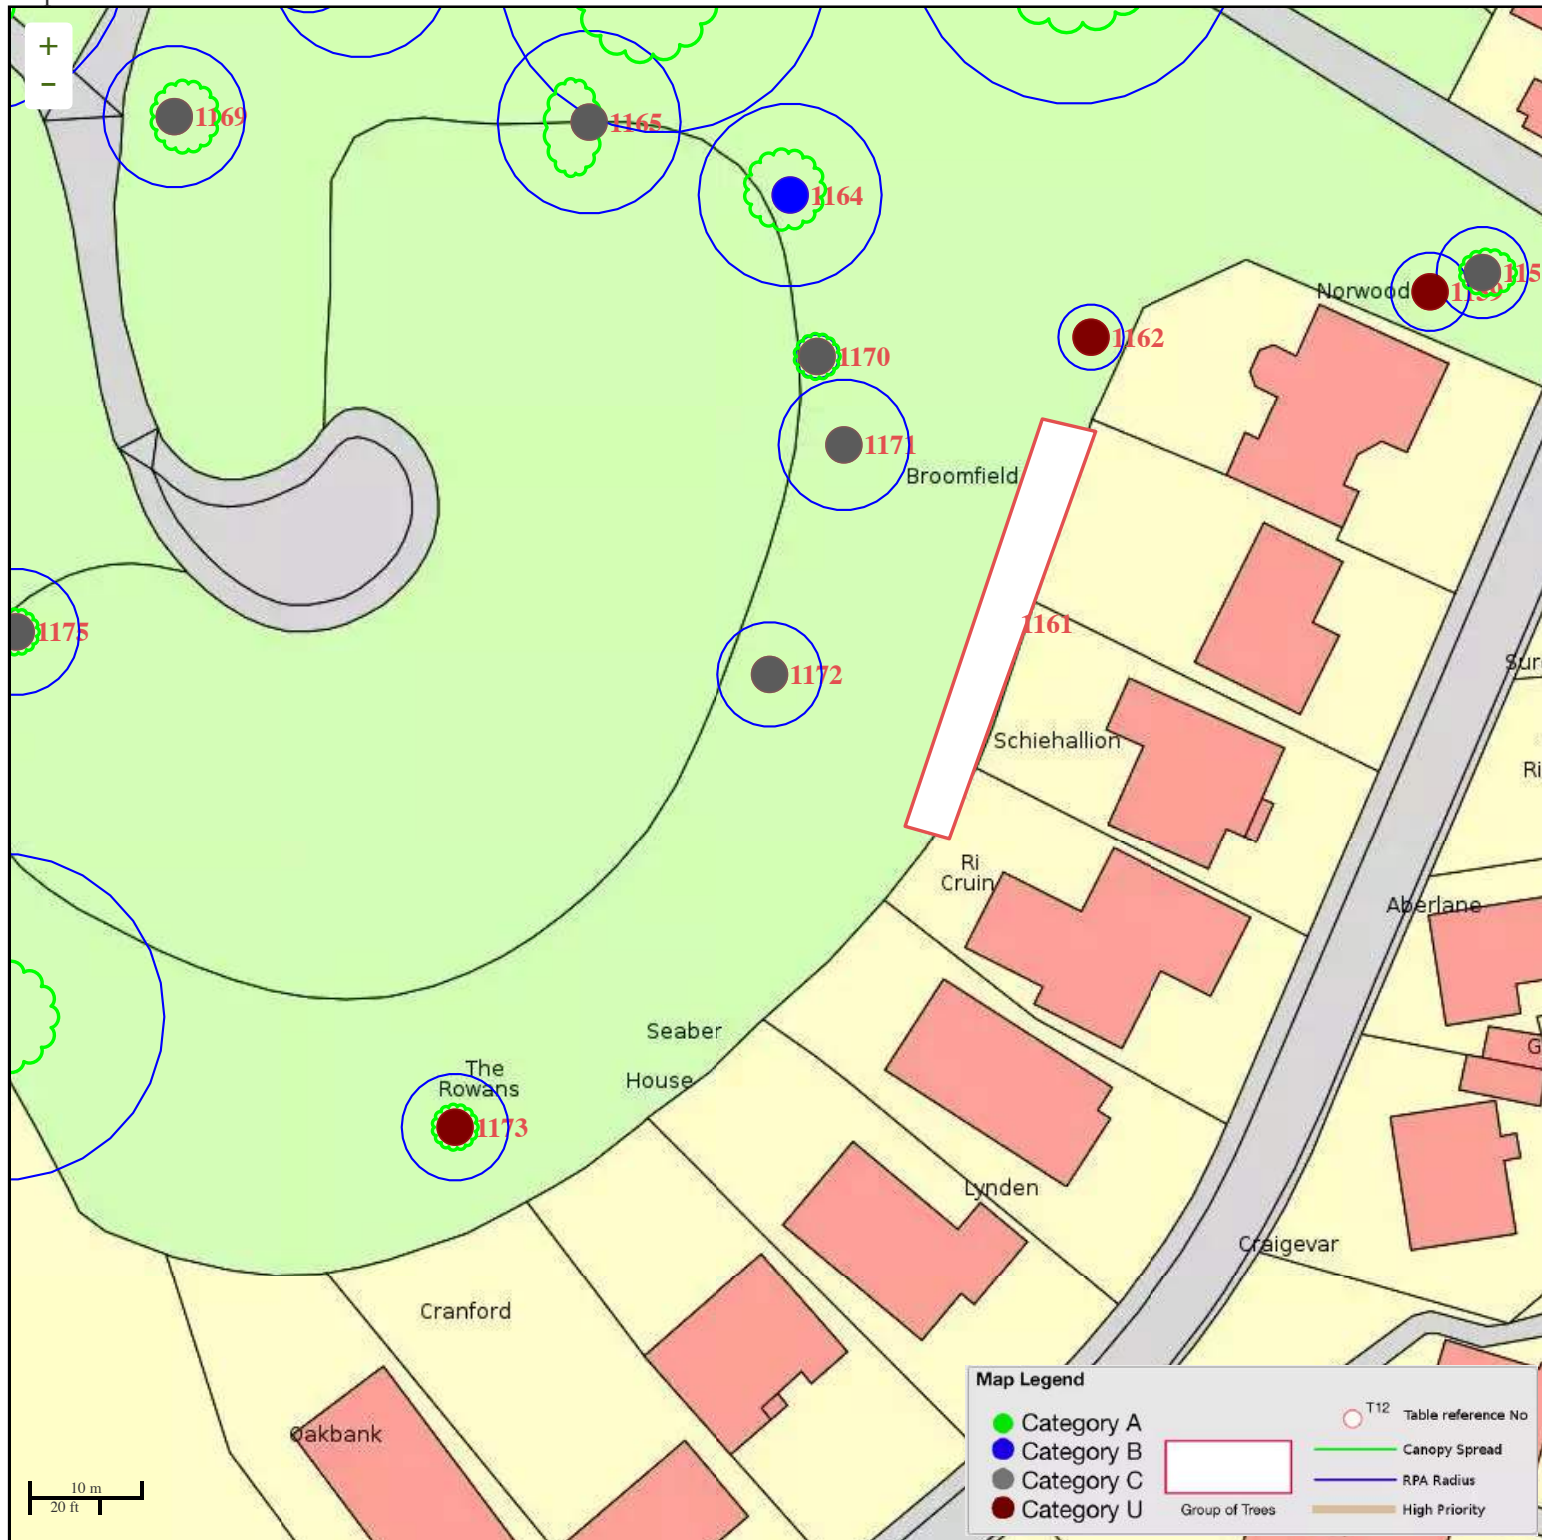 +
−
1169
1165
1164
Norwood
1159
115
1162
1170
1171
Broomfield
1161
1175
1172
Schiehallion
Ri
Cruin
Aberlane
Seaber
House
The
Rowans
1173
Lynden
Craigevar
Cranford
Oakbank
10 m
20 ft
Map Legend
Category A
Category B
Category C
Category U
Group of Trees
T12
Table reference No
Canopy Spread
RPA Radius
High Priority